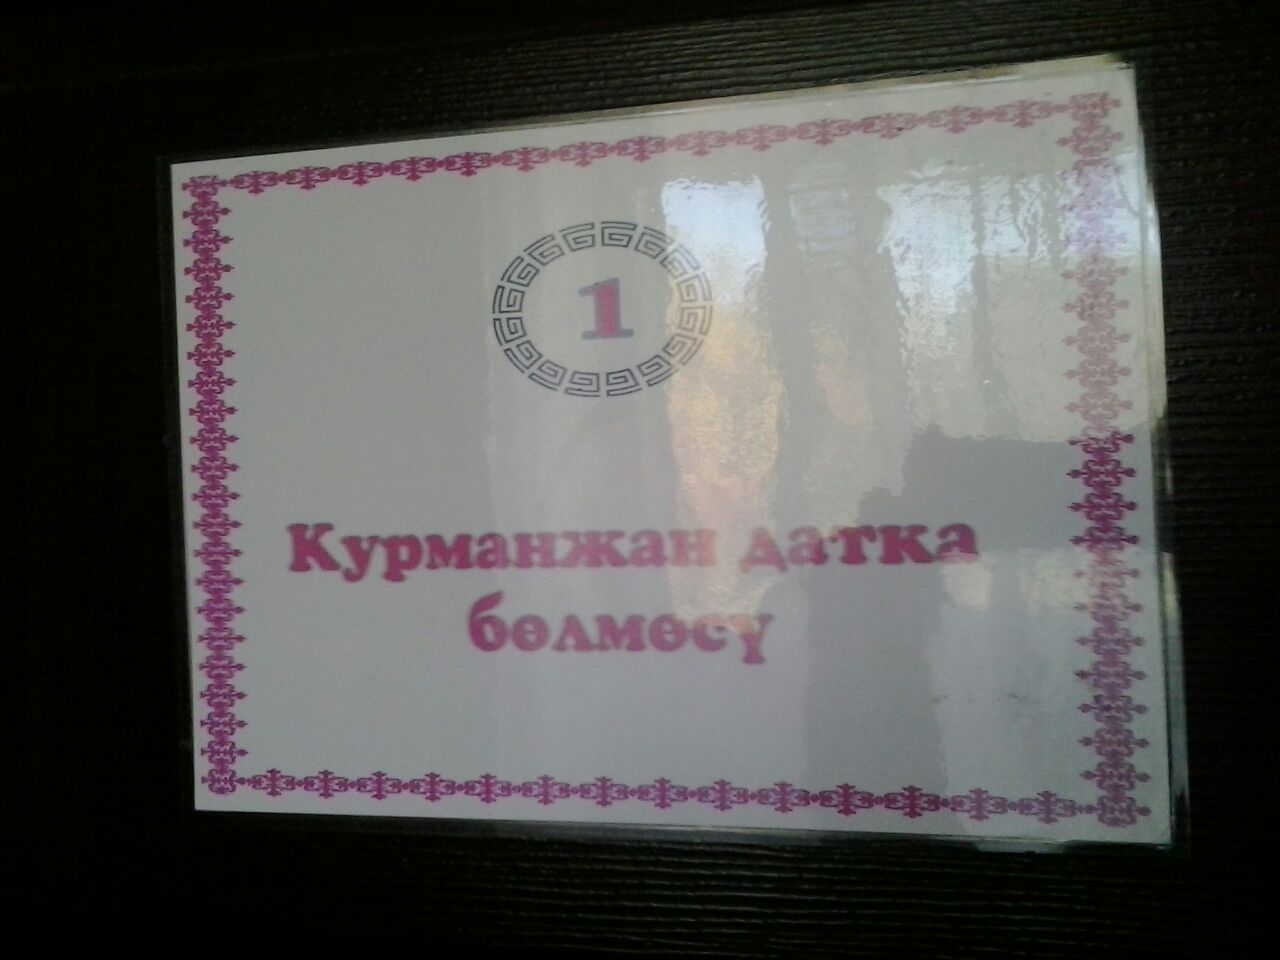 1
Курманжан датка
бөлмөсү